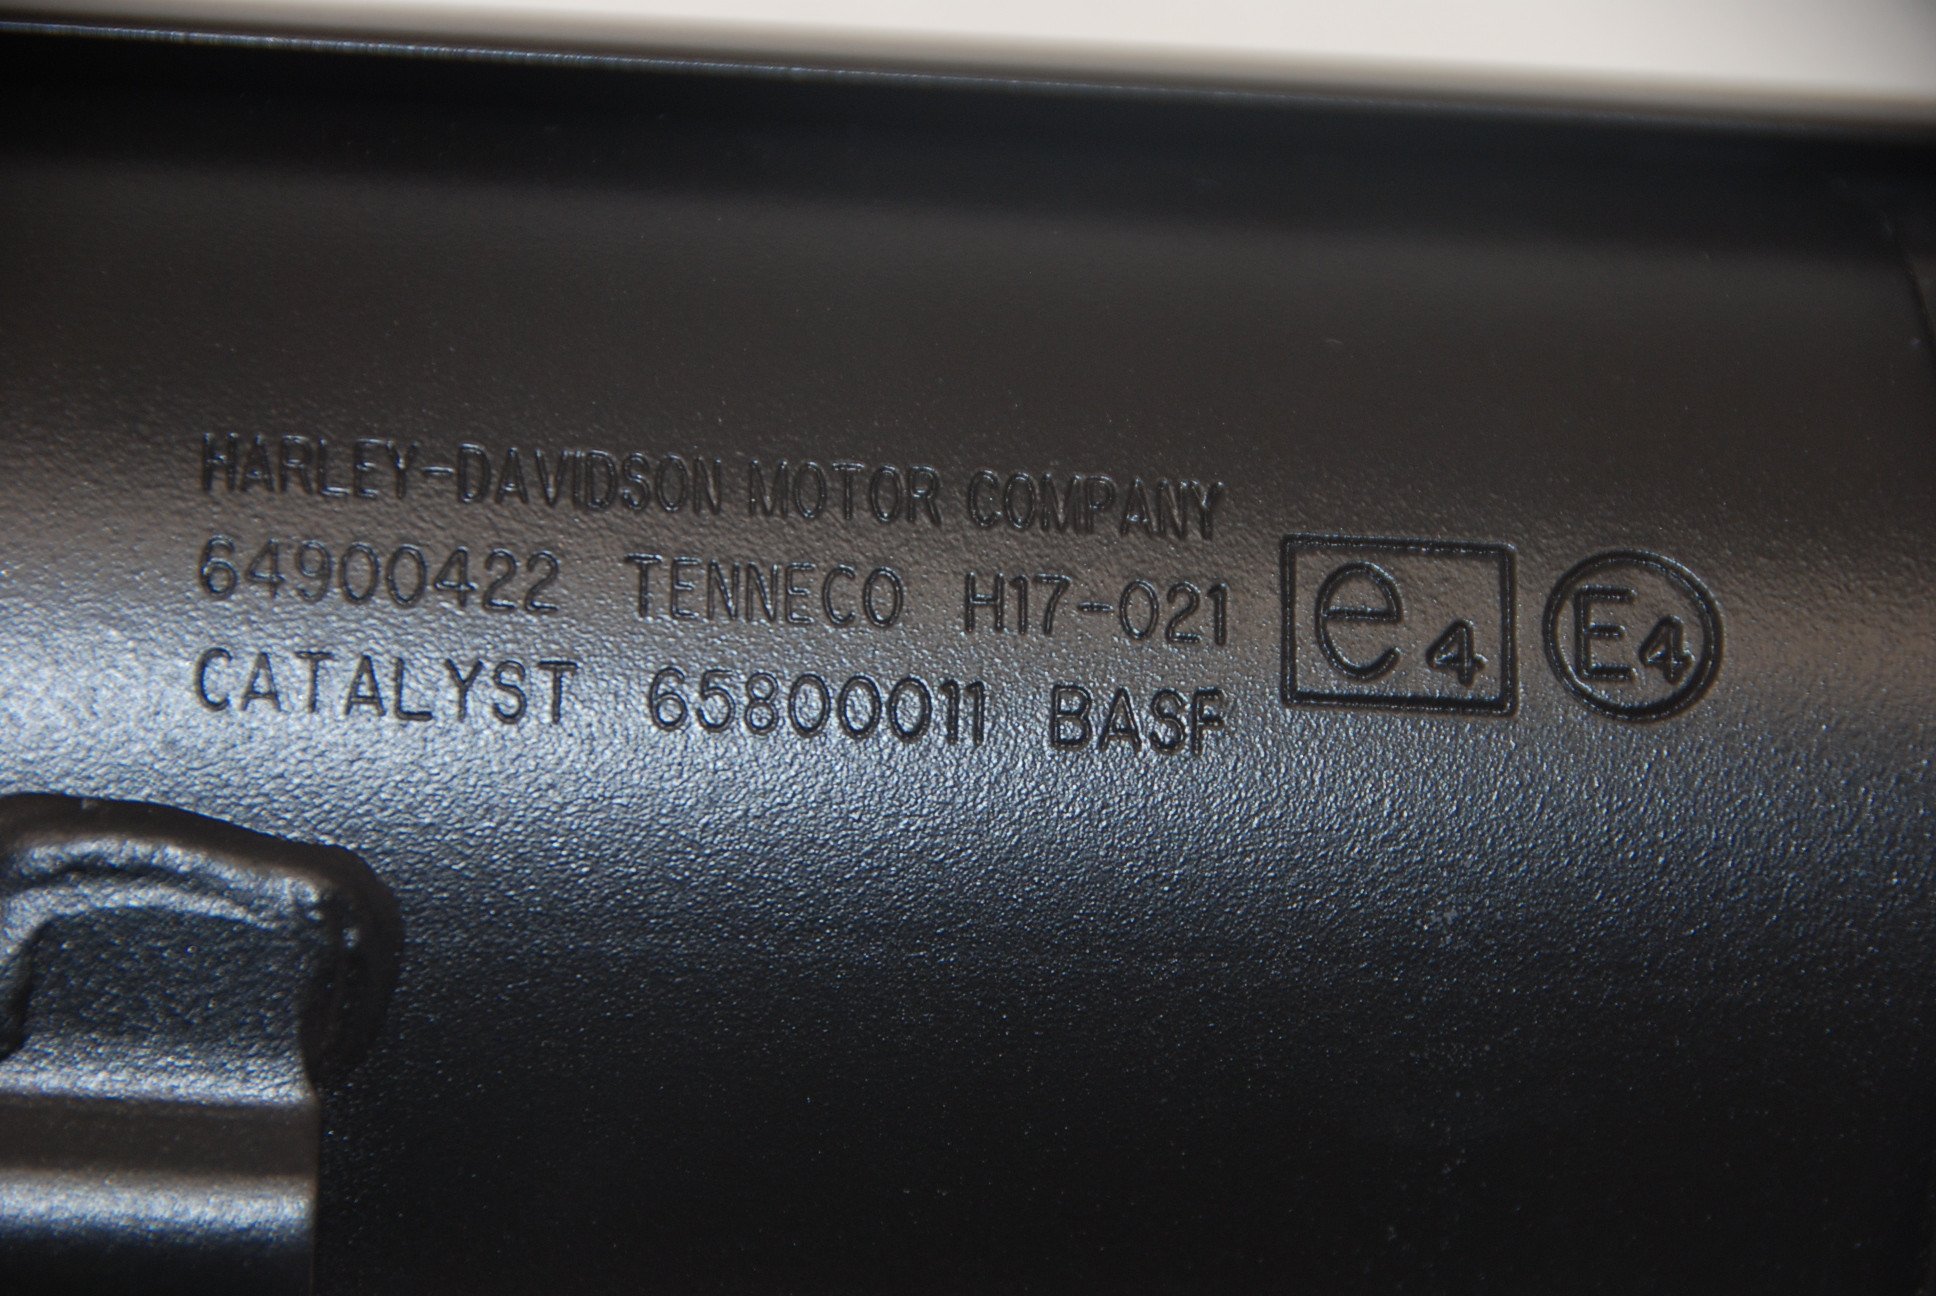 HARLEY-DAVIDSON MOTOR COMPANY
64900422 TENNECO H17-021 e4 E4
CATALYST 65800011 BASF